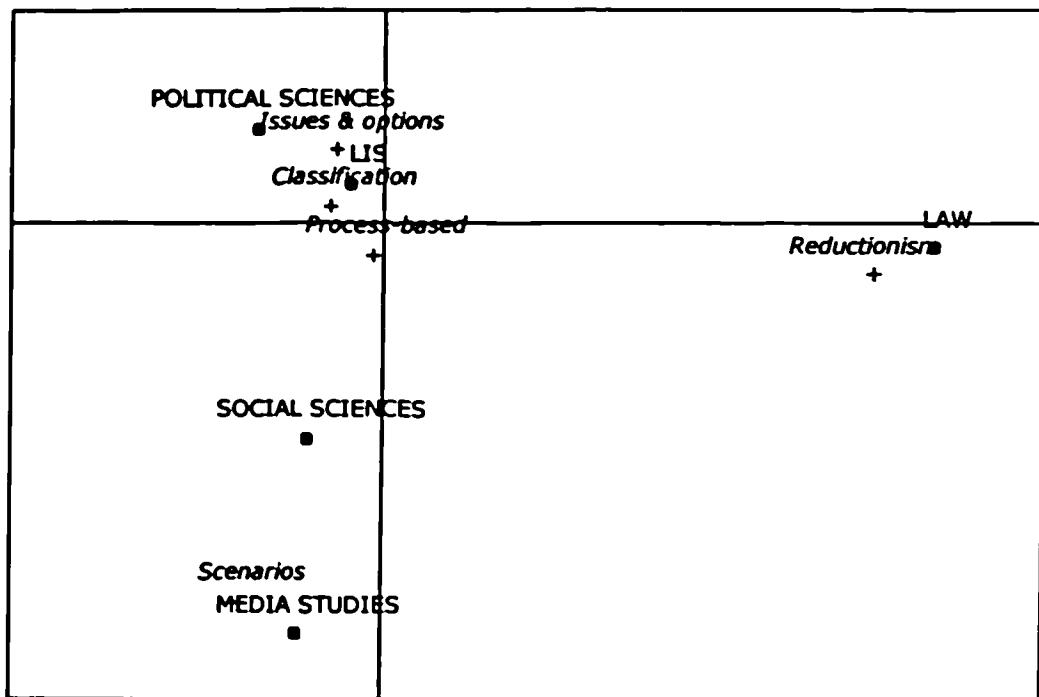 POLITICAL SCIENCES
Issues & options
LIS
Classification
Process-based
LAW
Reductionism
SOCIAL SCIENCES
Scenarios
MEDIA STUDIES